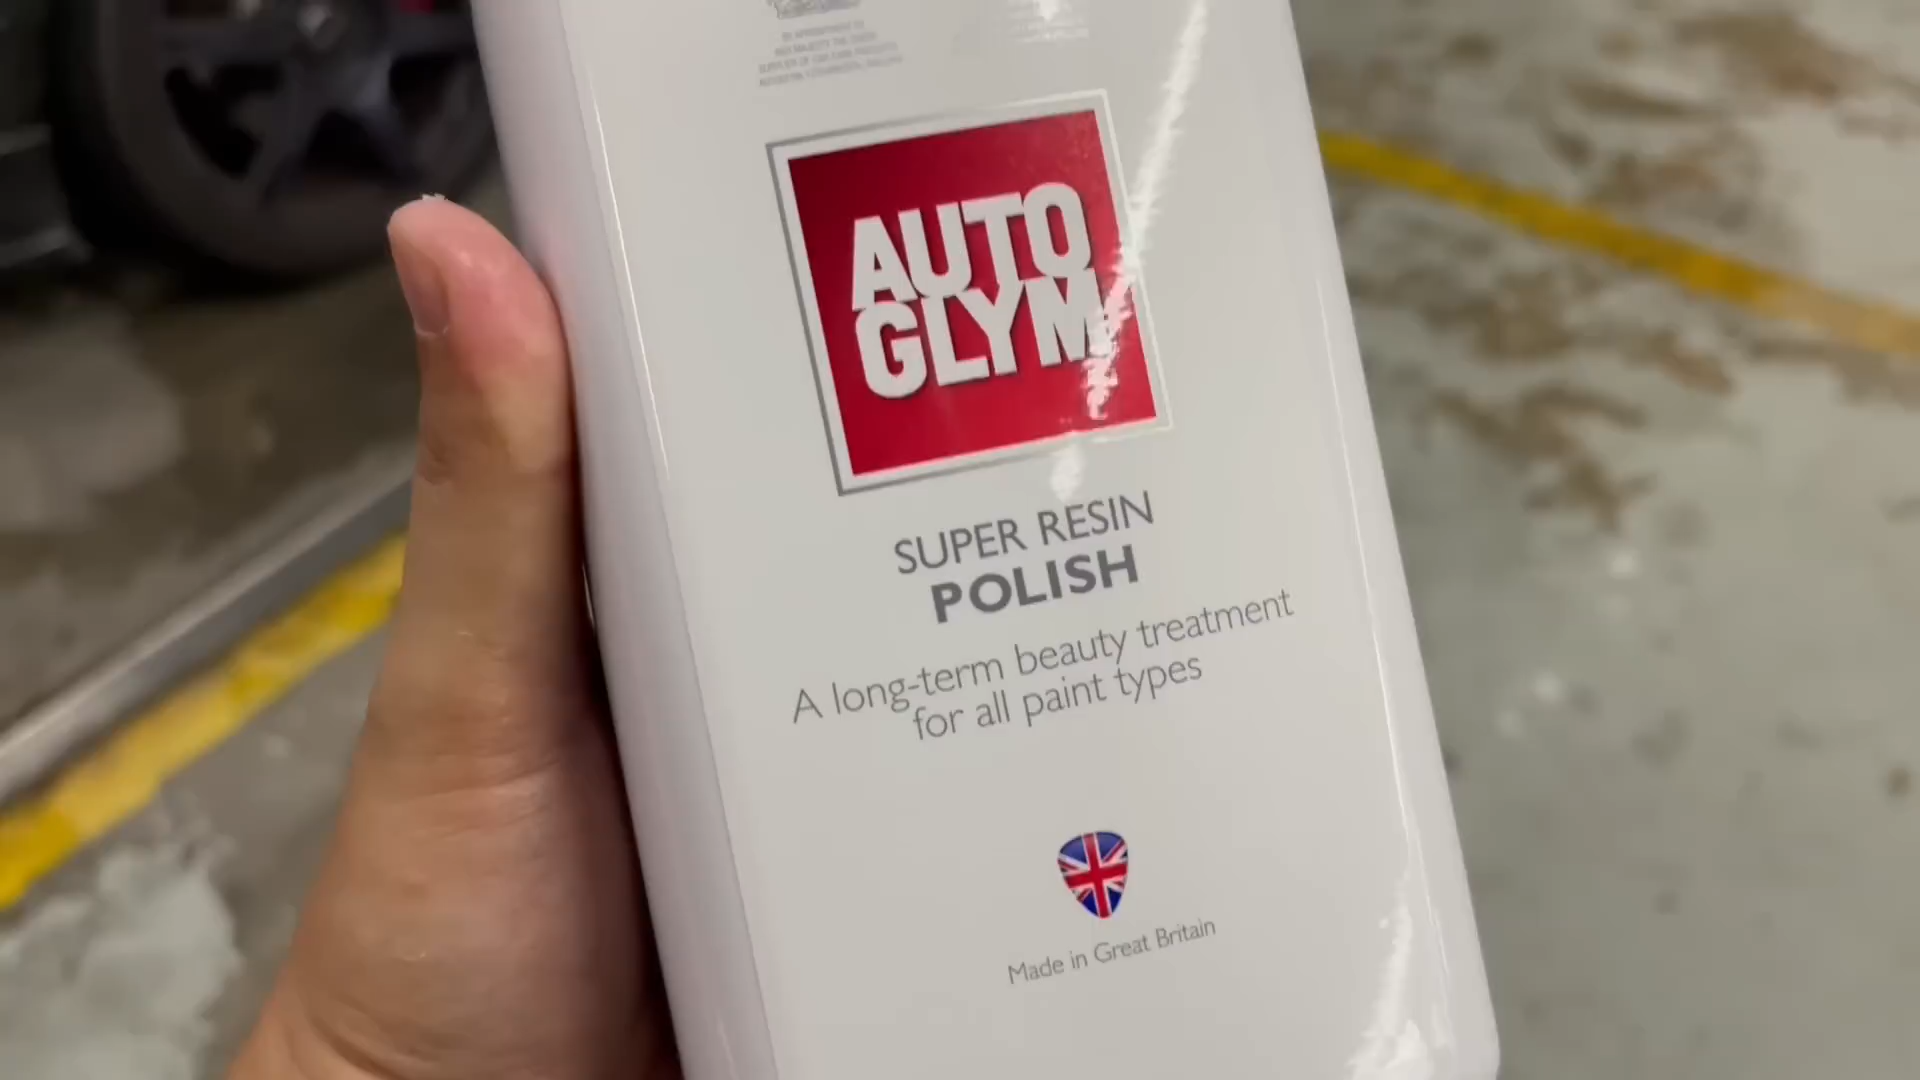 AUTO
GLYM
SUPER RESIN
POLISH
A long-term beauty treatment
for all paint types
Made in Great Britain